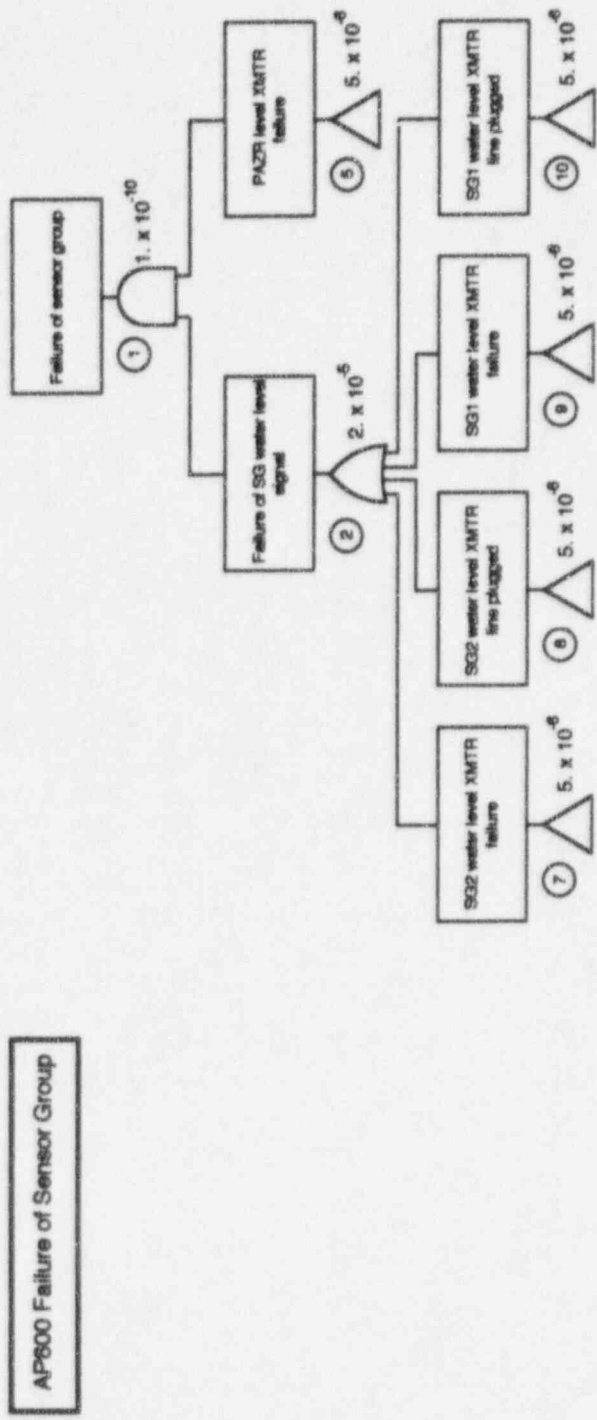 AP600 Failure of Sensor Group
Failure of sensor group
1
1. x 10⁻¹⁰
Failure of SG water level
signal
2
2. x 10⁻⁵
PAZR level XMTR
failure
5
5. x 10⁻⁶
SG2 water level XMTR
failure
7
5. x 10⁻⁶
SG2 water level XMTR
line plugged
8
5. x 10⁻⁶
SG1 water level XMTR
failure
9
5. x 10⁻⁶
SG1 water level XMTR
line plugged
10
5. x 10⁻⁶